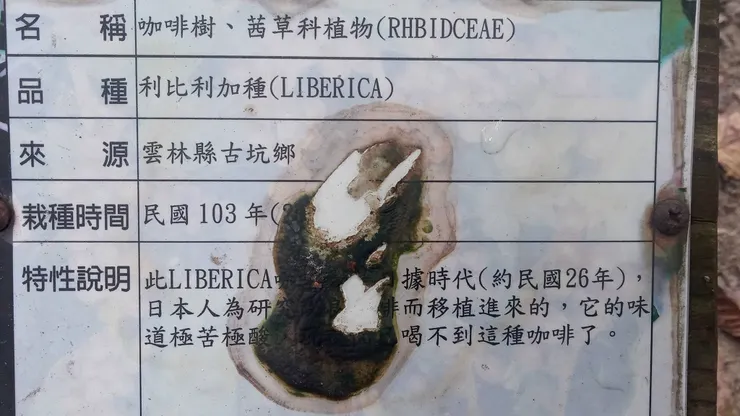 名稱 咖啡樹、茜草科植物(RHBIDCEAE)
品種 利比利加種(LIBERICA)
來源 雲林縣古坑鄉
栽種時間 民國 103 年(
特性說明 此LIBERICA 據時代(約民國26年),
日本人為研 啡而移植進來的,它的味
道極苦極酸 喝不到這種咖啡了。